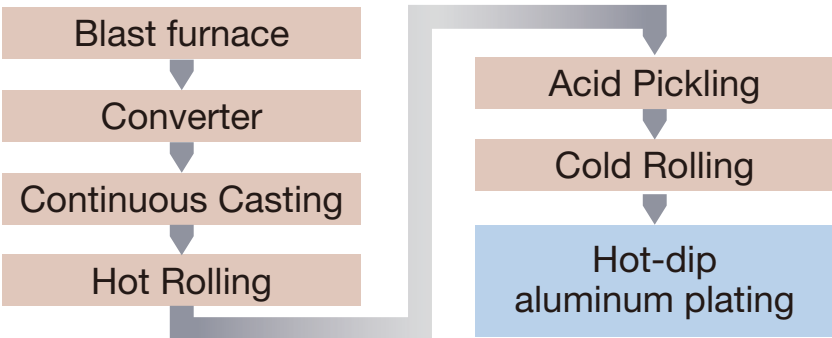 Blast furnace
Converter
Continuous Casting
Hot Rolling
Acid Pickling
Cold Rolling
Hot-dip
aluminum plating